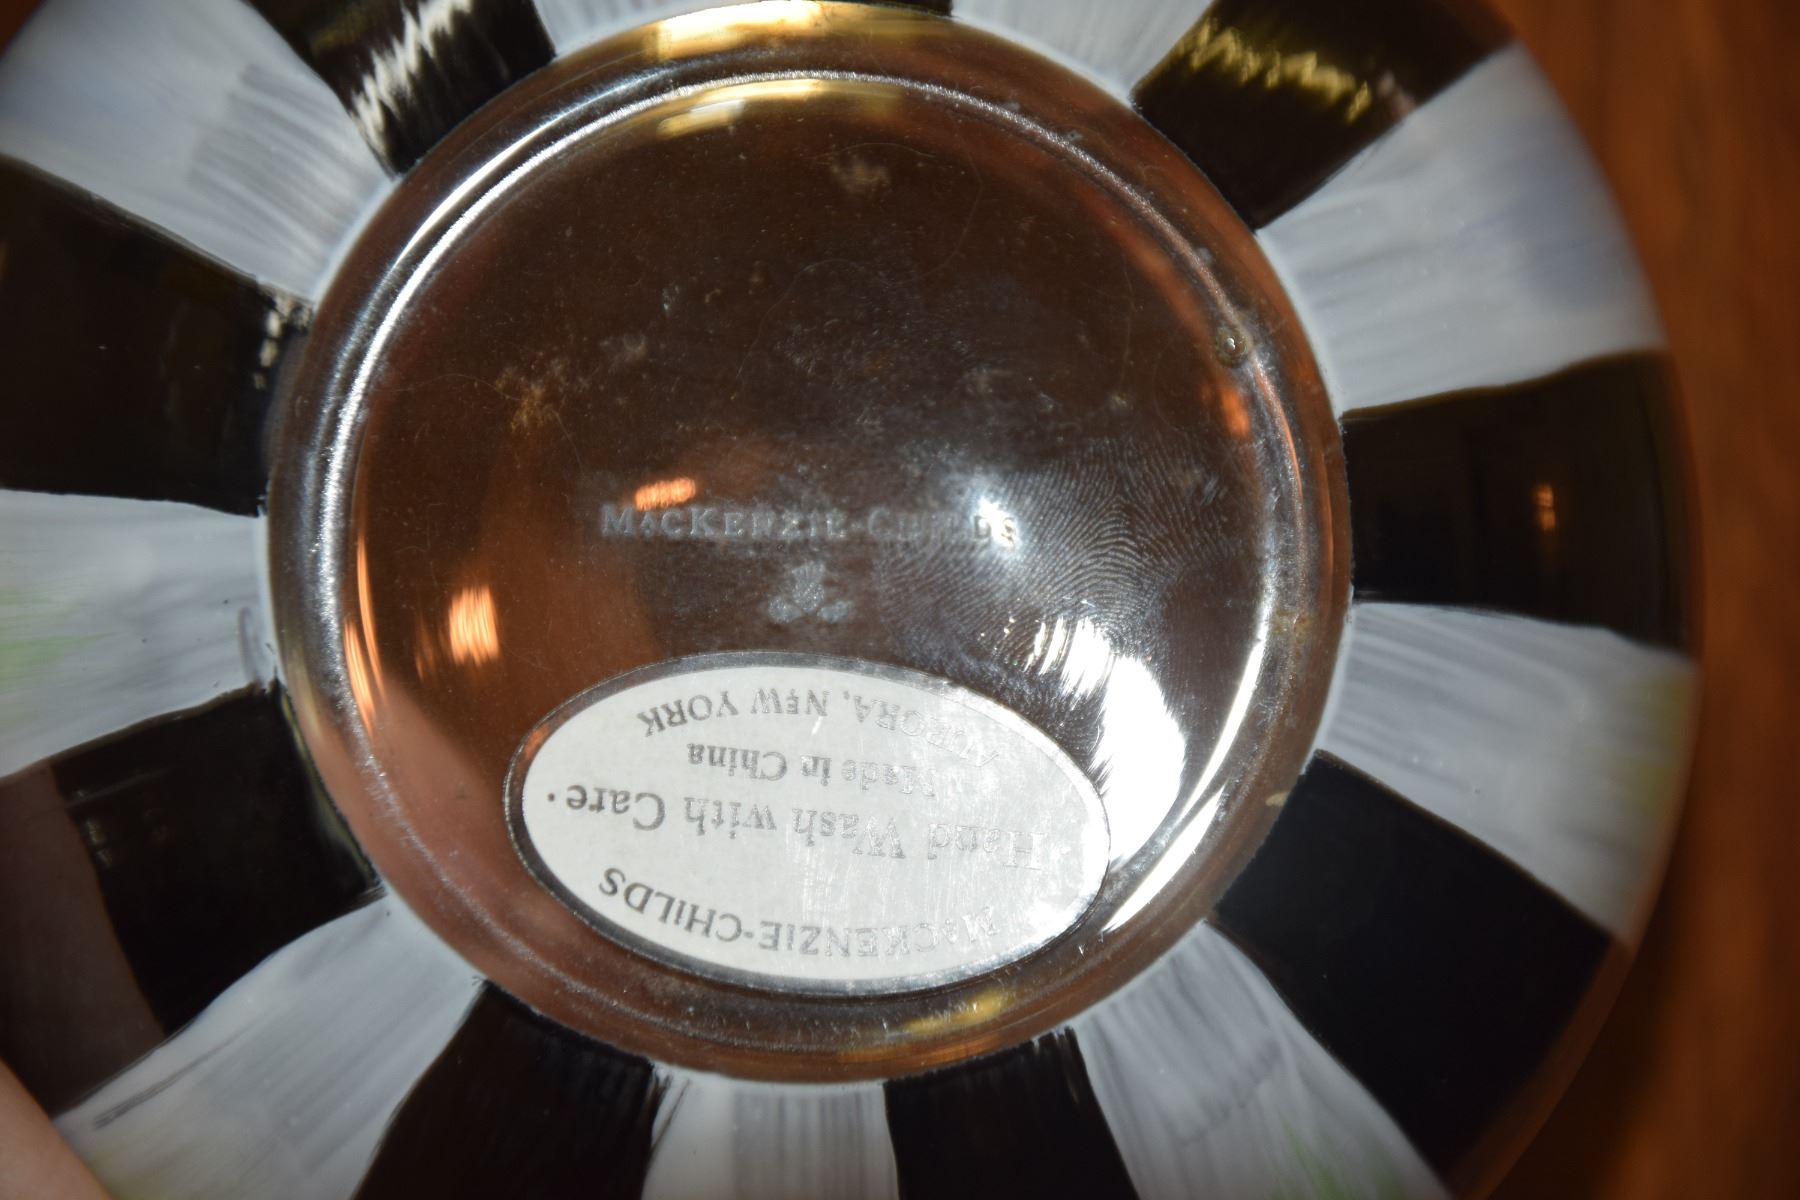 MacKenzie-Childs
MacKENZIE-CHILDS
Hand Wash with Care·
Made in China
AURORA, NEW YORK